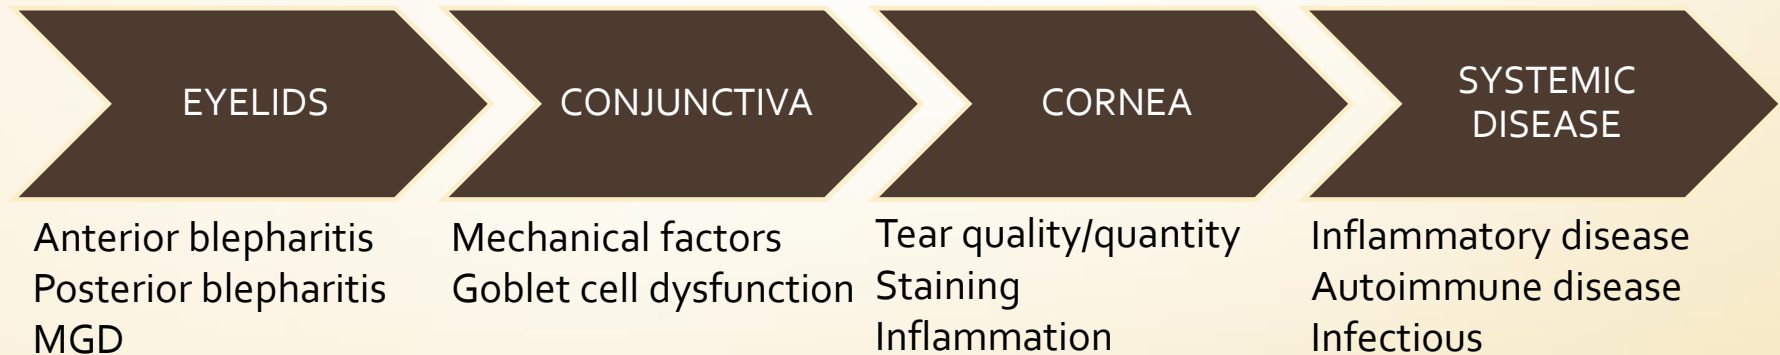 EYELIDS
Anterior blepharitis
Posterior blepharitis
MGD
CONJUNCTIVA
Mechanical factors
Goblet cell dysfunction
CORNEA
Tear quality/quantity
Staining
Inflammation
SYSTEMIC
DISEASE
Inflammatory disease
Autoimmune disease
Infectious